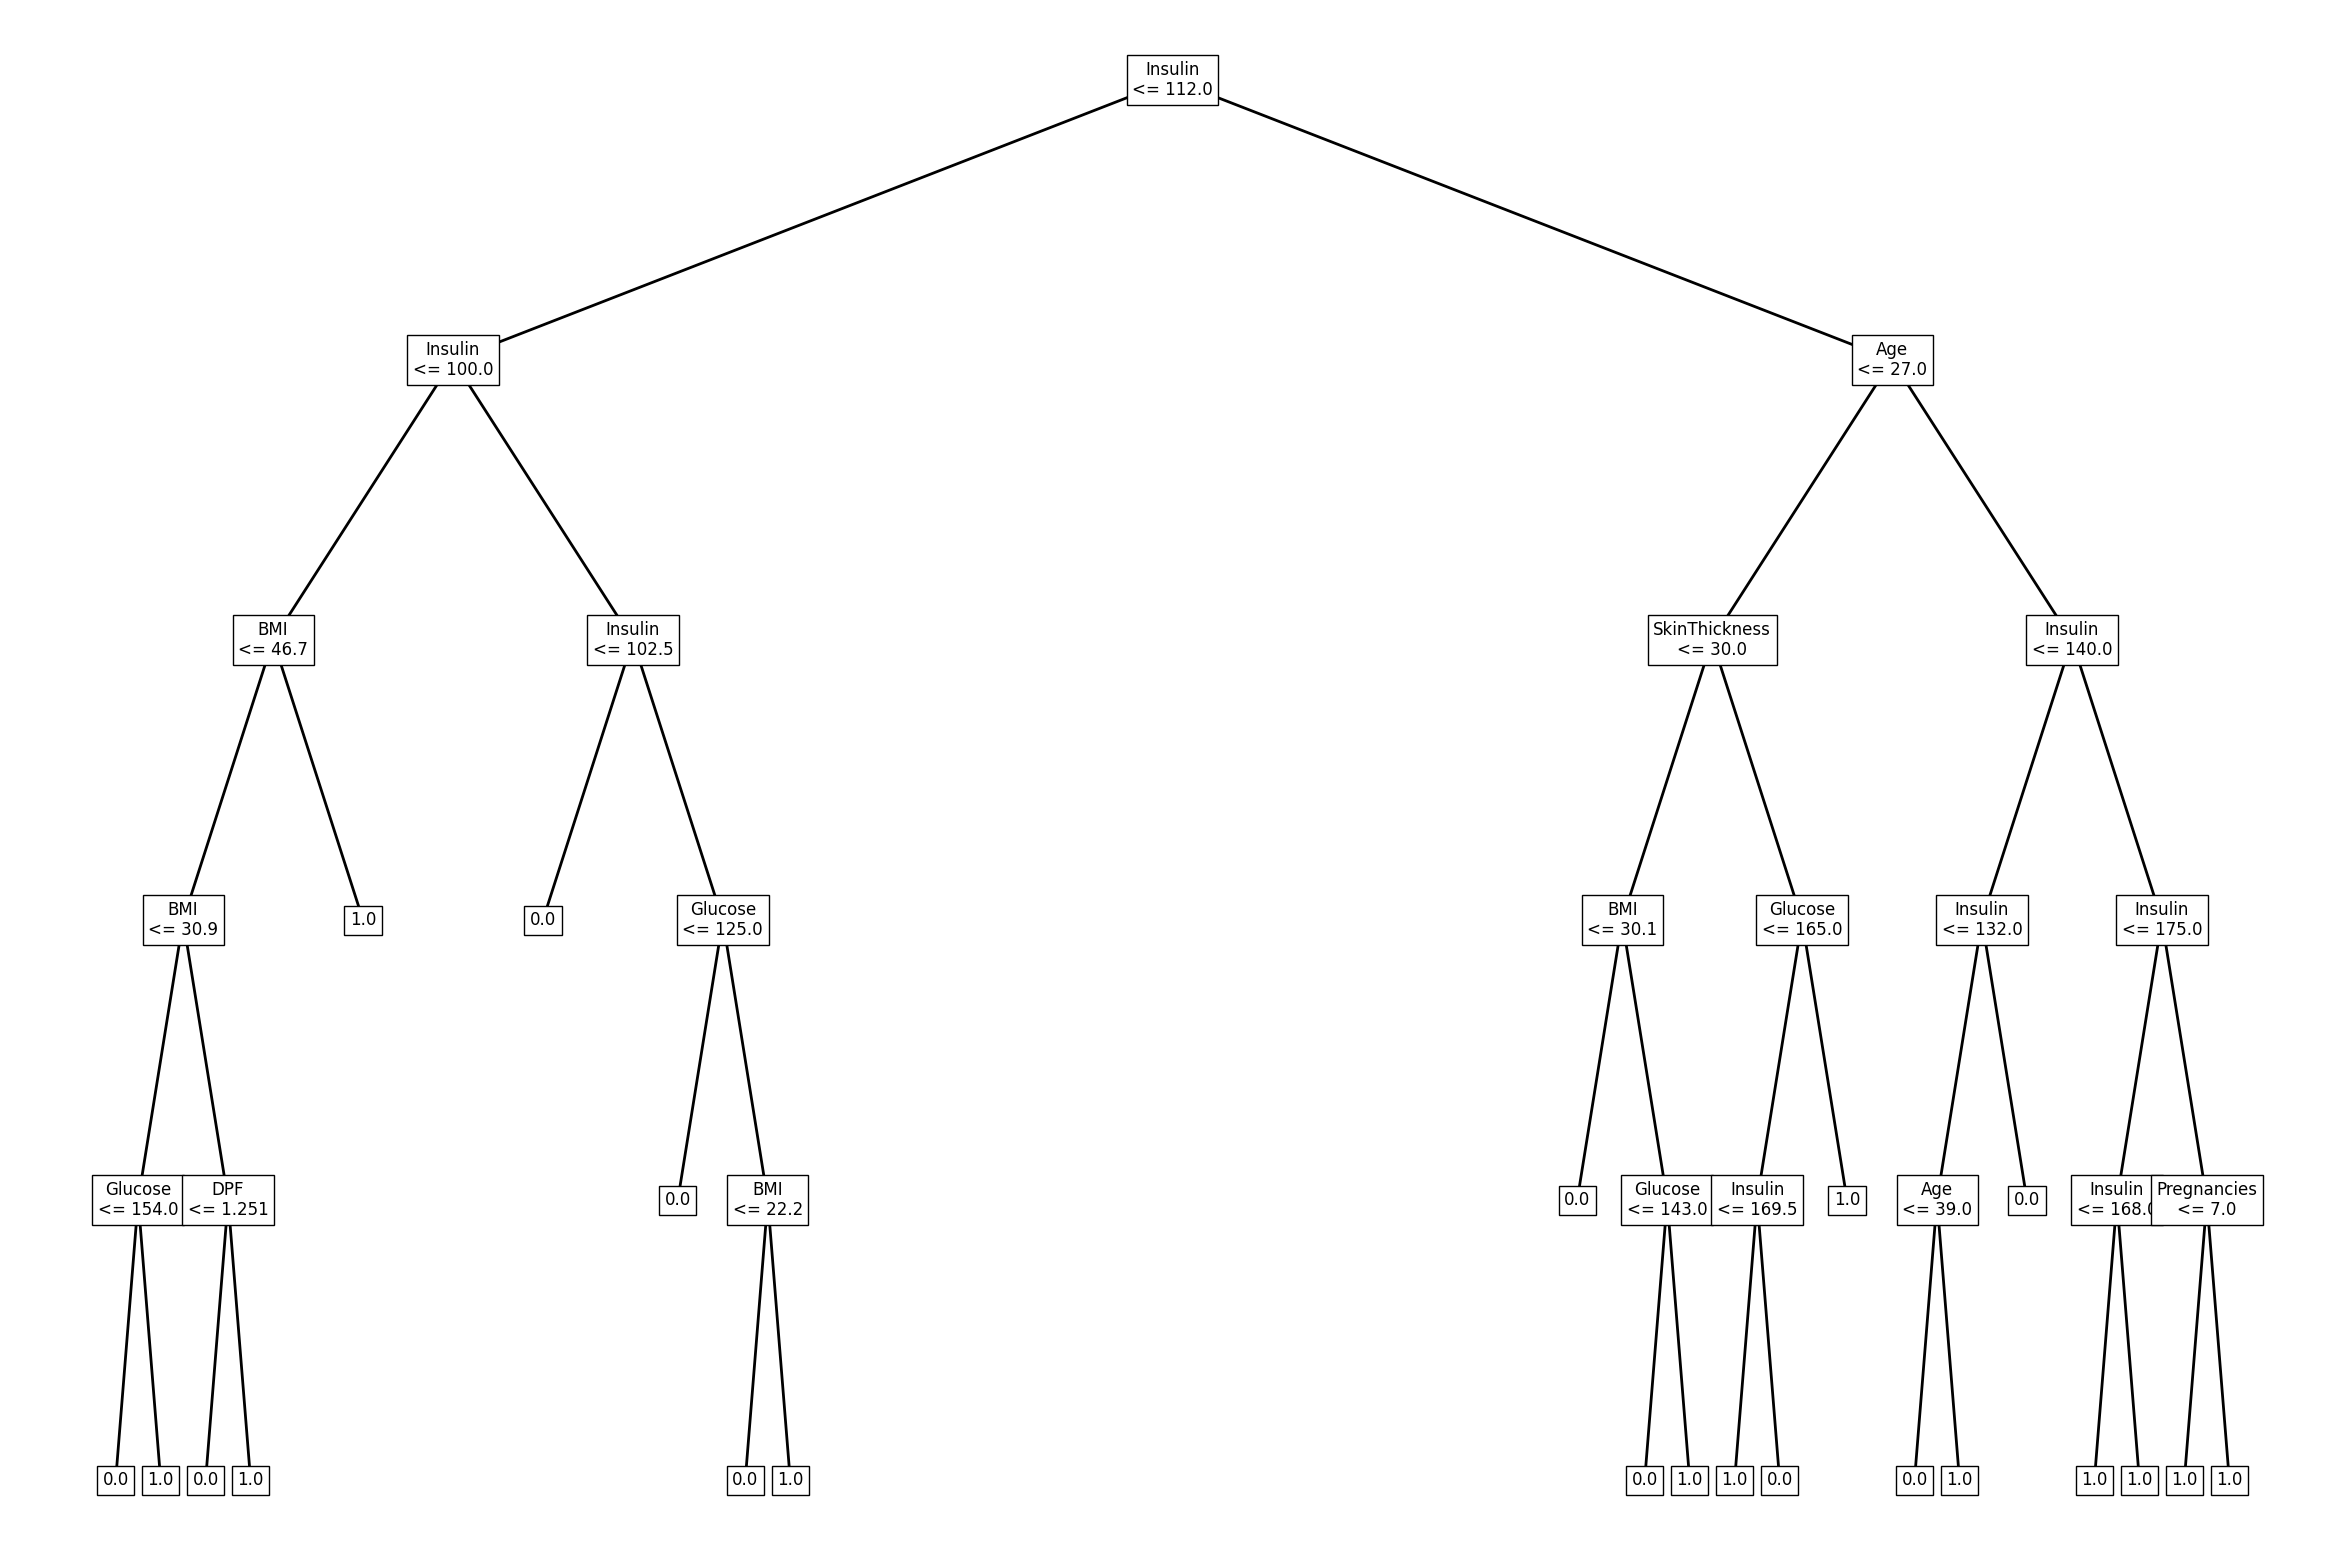 Insulin
<= 112.0
Insulin
<= 100.0
Age
<= 27.0
BMI
<= 46.7
Insulin
<= 102.5
SkinThickness
<= 30.0
Insulin
<= 140.0
BMI
<= 30.9
1.0
0.0
Glucose
<= 125.0
BMI
<= 30.1
Glucose
<= 165.0
Insulin
<= 132.0
Insulin
<= 175.0
Glucose
<= 154.0
DPF
<= 1.251
0.0
BMI
<= 22.2
0.0
Glucose
<= 143.0
Insulin
<= 169.5
1.0
Age
<= 39.0
0.0
Insulin
<= 168.0
Pregnancies
<= 7.0
0.0
1.0
0.0
1.0
0.0
1.0
0.0
1.0
1.0
0.0
0.0
1.0
1.0
1.0
1.0
1.0